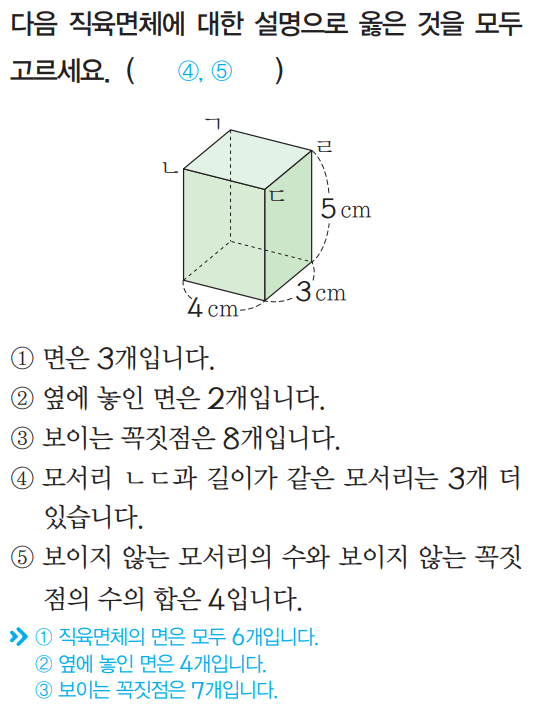 다음 직육면체에 대한 설명으로 옳은 것을 모두
고르세요. ( ④, ⑤ )
ㄱ
ㄹ
ㄴ
ㄷ
5 cm
3 cm
4 cm
① 면은 3개입니다.
② 옆에 놓인 면은 2개입니다.
③ 보이는 꼭짓점은 8개입니다.
④ 모서리 ㄴㄷ과 길이가 같은 모서리는 3개 더
있습니다.
⑤ 보이지 않는 모서리의 수와 보이지 않는 꼭짓
점의 수의 합은 4입니다.
» ① 직육면체의 면은 모두 6개입니다.
② 옆에 놓인 면은 4개입니다.
③ 보이는 꼭짓점은 7개입니다.